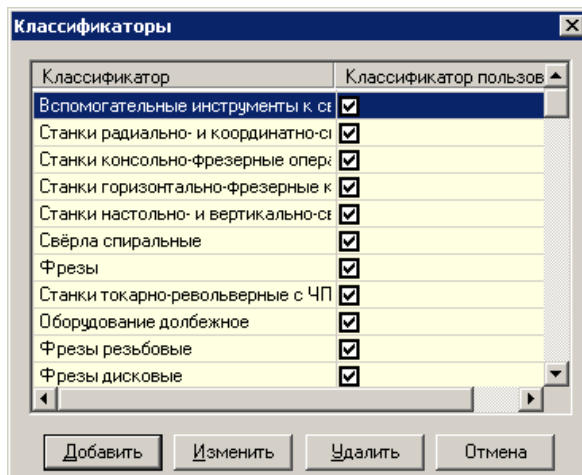 Классификаторы
Классификатор Классификатор пользов
Вспомогательные инструменты к св
Станки радиально- и координатно-с
Станки консольно-фрезерные опера
Станки горизонтально-фрезерные к
Станки настольно- и вертикально-св
Свёрла спиральные
Фрезы
Станки токарно-револьверные с ЧП
Оборудование долбежное
Фрезы резьбовые
Фрезы дисковые
Добавить Изменить Удалить Отмена